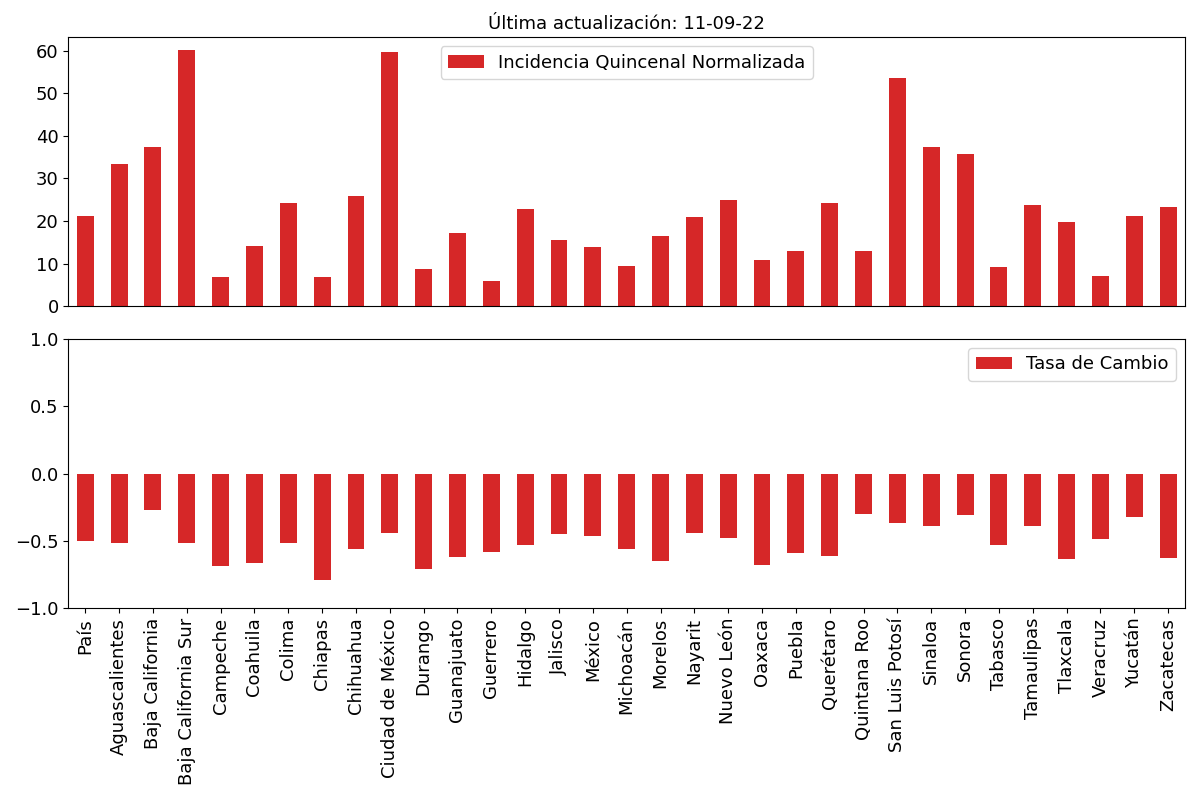 Última actualización: 11-09-22
Incidencia Quincenal Normalizada
60
50
40
30
20
10
0
Tasa de Cambio
1.0
0.5
0.0
−0.5
−1.0
País
Aguascalientes
Baja California
Baja California Sur
Campeche
Coahuila
Colima
Chiapas
Chihuahua
Ciudad de México
Durango
Guanajuato
Guerrero
Hidalgo
Jalisco
México
Michoacán
Morelos
Nayarit
Nuevo León
Oaxaca
Puebla
Querétaro
Quintana Roo
San Luis Potosí
Sinaloa
Sonora
Tabasco
Tamaulipas
Tlaxcala
Veracruz
Yucatán
Zacatecas